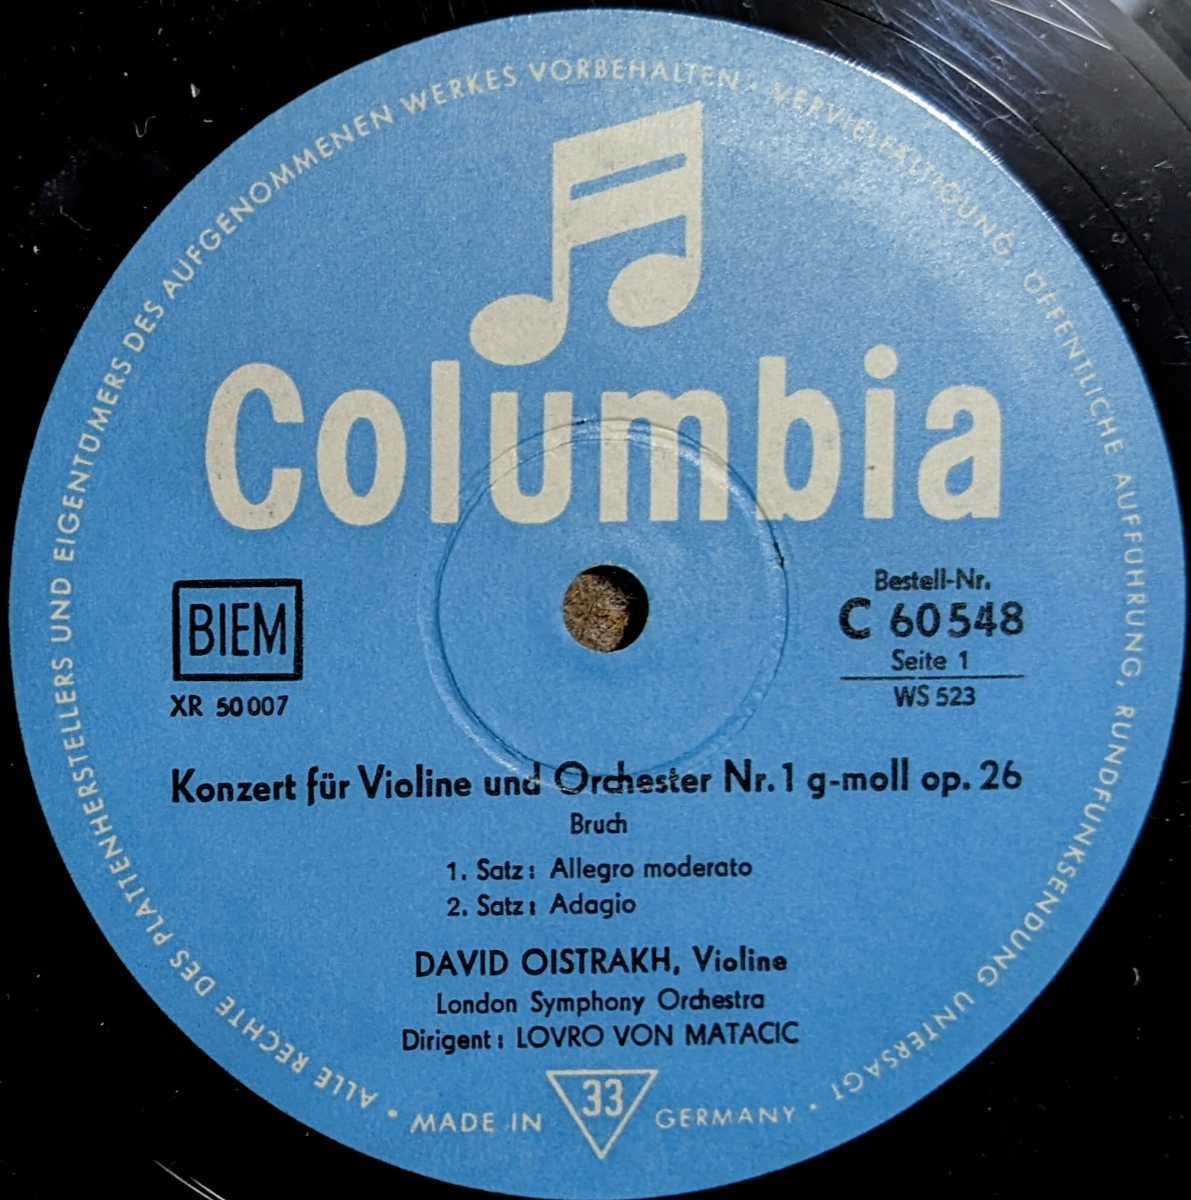 ALLE RECHTE DES PLATTENHERSTELLERS UND EIGENTÜMERS DES AUFGENOMMENEN WERKES VORBEHALTEN · VERVIELFÄLTIGUNG, ÖFFENTLICHE AUFFÜHRUNG, RUNDFUNKSENDUNG UNTERSAGT
Columbia
BIEM
XR 50007
Bestell-Nr.
C 60548
Seite 1
WS 523
Konzert für Violine und Orchester Nr. 1 g-moll op. 26
Bruch
1. Satz: Allegro moderato
2. Satz: Adagio
DAVID OISTRAKH, Violine
London Symphony Orchestra
Dirigent: LOVRO VON MATACIC
· MADE IN 33 GERMANY ·